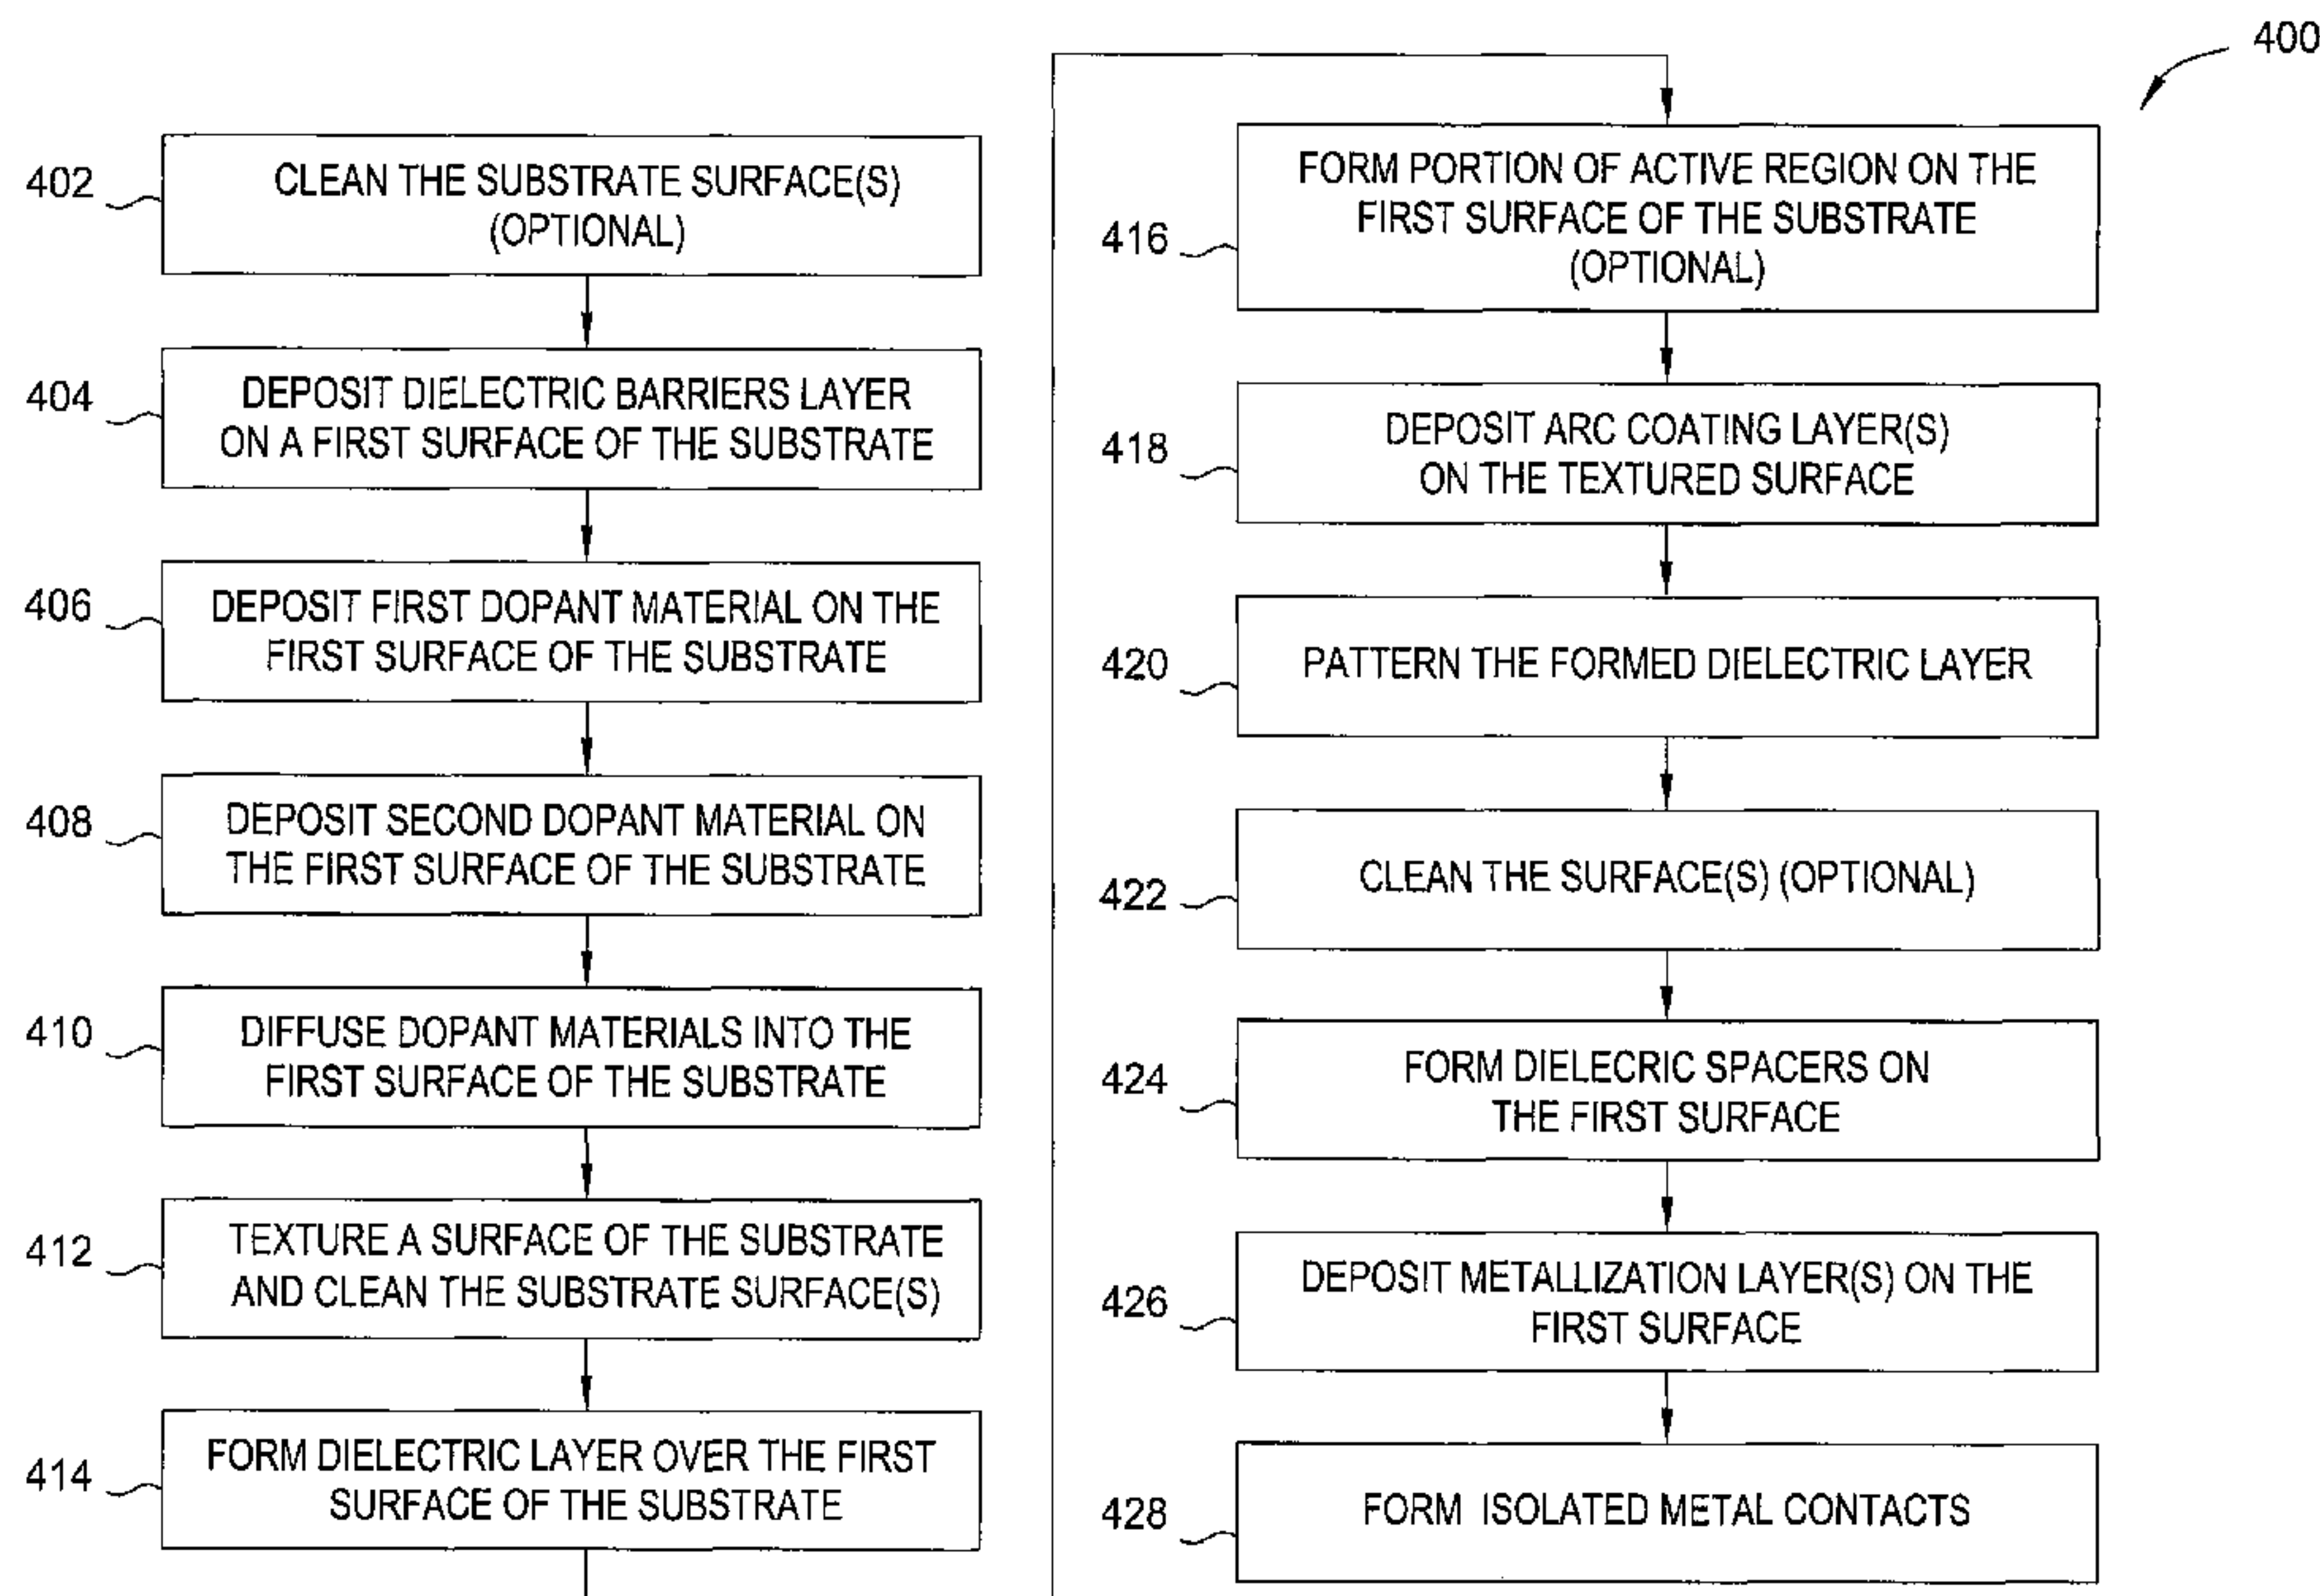 400
402
CLEAN THE SUBSTRATE SURFACE(S)
(OPTIONAL)
404
DEPOSIT DIELECTRIC BARRIERS LAYER
ON A FIRST SURFACE OF THE SUBSTRATE
406
DEPOSIT FIRST DOPANT MATERIAL ON THE
FIRST SURFACE OF THE SUBSTRATE
408
DEPOSIT SECOND DOPANT MATERIAL ON
THE FIRST SURFACE OF THE SUBSTRATE
410
DIFFUSE DOPANT MATERIALS INTO THE
FIRST SURFACE OF THE SUBSTRATE
412
TEXTURE A SURFACE OF THE SUBSTRATE
AND CLEAN THE SUBSTRATE SURFACE(S)
414
FORM DIELECTRIC LAYER OVER THE FIRST
SURFACE OF THE SUBSTRATE
416
FORM PORTION OF ACTIVE REGION ON THE
FIRST SURFACE OF THE SUBSTRATE
(OPTIONAL)
418
DEPOSIT ARC COATING LAYER(S)
ON THE TEXTURED SURFACE
420
PATTERN THE FORMED DIELECTRIC LAYER
422
CLEAN THE SURFACE(S) (OPTIONAL)
424
FORM DIELECRIC SPACERS ON
THE FIRST SURFACE
426
DEPOSIT METALLIZATION LAYER(S) ON THE
FIRST SURFACE
428
FORM ISOLATED METAL CONTACTS